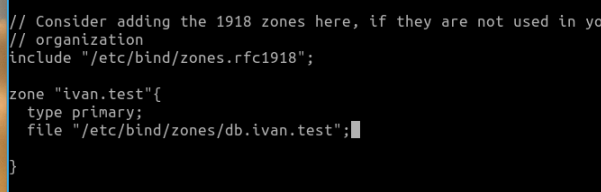 // Consider adding the 1918 zones here, if they are not used in
// organization
include "/etc/bind/zones.rfc1918";
zone "ivan.test"{
type primary;
file "/etc/bind/zones/db.ivan.test";
}